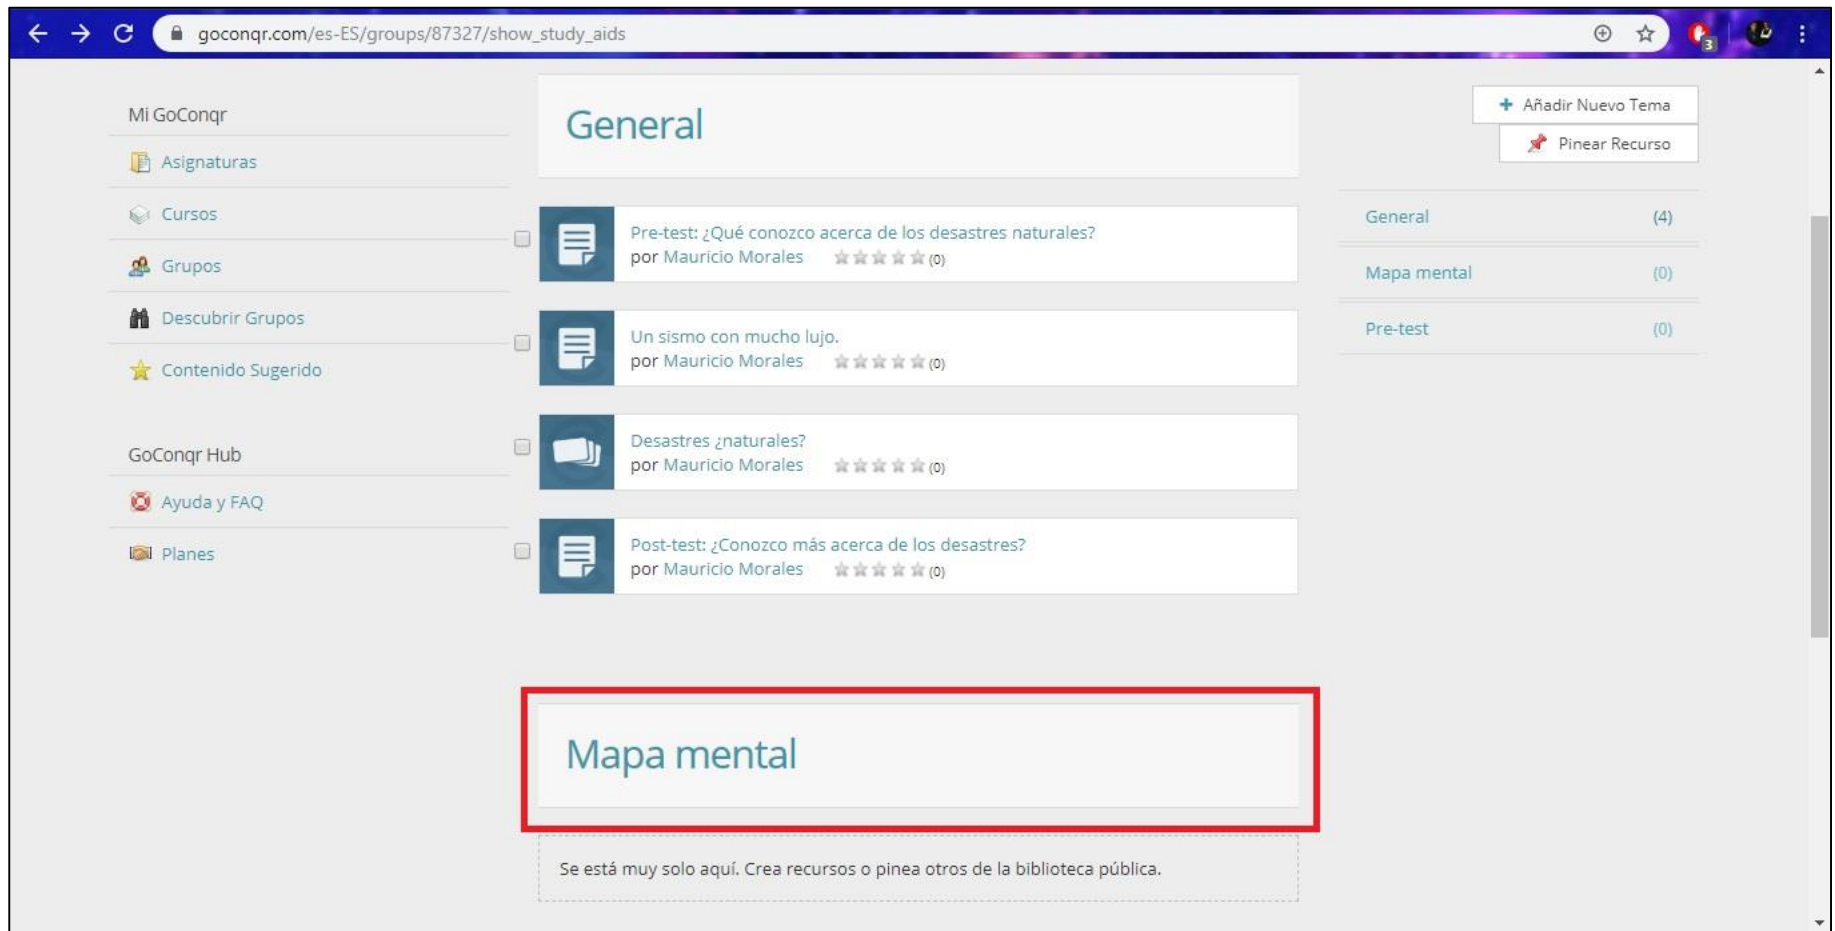 goconqr.com/es-ES/groups/87327/show_study_aids
3
Mi GoConqr
Asignaturas
Cursos
Grupos
Descubrir Grupos
Contenido Sugerido
GoConqr Hub
Ayuda y FAQ
Planes
General
Pre-test: ¿Qué conozco acerca de los desastres naturales?
por Mauricio Morales (0)
Un sismo con mucho lujo.
por Mauricio Morales (0)
Desastres ¿naturales?
por Mauricio Morales (0)
Post-test: ¿Conozco más acerca de los desastres?
por Mauricio Morales (0)
Mapa mental
Se está muy solo aquí. Crea recursos o pinea otros de la biblioteca pública.
+ Añadir Nuevo Tema
Pinear Recurso
General (4)
Mapa mental (0)
Pre-test (0)